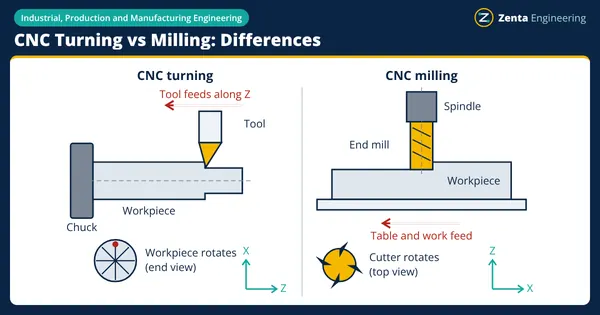 Industrial, Production and Manufacturing Engineering
Zenta Engineering
CNC Turning vs Milling: Differences
CNC turning
Tool feeds along Z
Tool
Workpiece
Chuck
Workpiece rotates
(end view)
X
Z
CNC milling
Spindle
End mill
Workpiece
Table and work feed
Cutter rotates
(top view)
Z
X